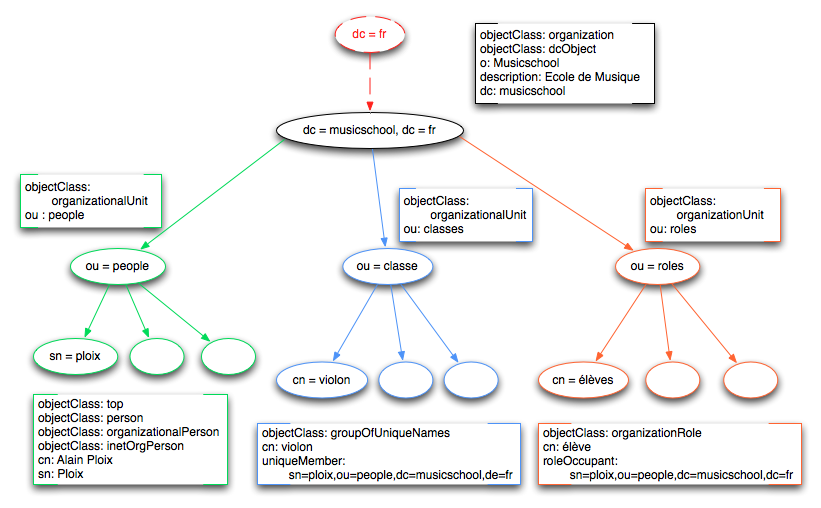 dc = fr
objectClass: organization
objectClass: dcObject
o: Musicschool
description: Ecole de Musique
dc: musicschool
dc = musicschool, dc = fr
objectClass:
organizationalUnit
ou : people
objectClass:
organizationalUnit
ou: classes
objectClass:
organizationUnit
ou: roles
ou = people
ou = classe
ou = roles
sn = ploix
cn = violon
cn = élèves
objectClass: top
objectClass: person
objectClass: organizationalPerson
objectClass: inetOrgPerson
cn: Alain Ploix
sn: Ploix
objectClass: groupOfUniqueNames
cn: violon
uniqueMember:
sn=ploix,ou=people,dc=musicschool,de=fr
objectClass: organizationRole
cn: élève
roleOccupant:
sn=ploix,ou=people,dc=musicschool,dc=fr